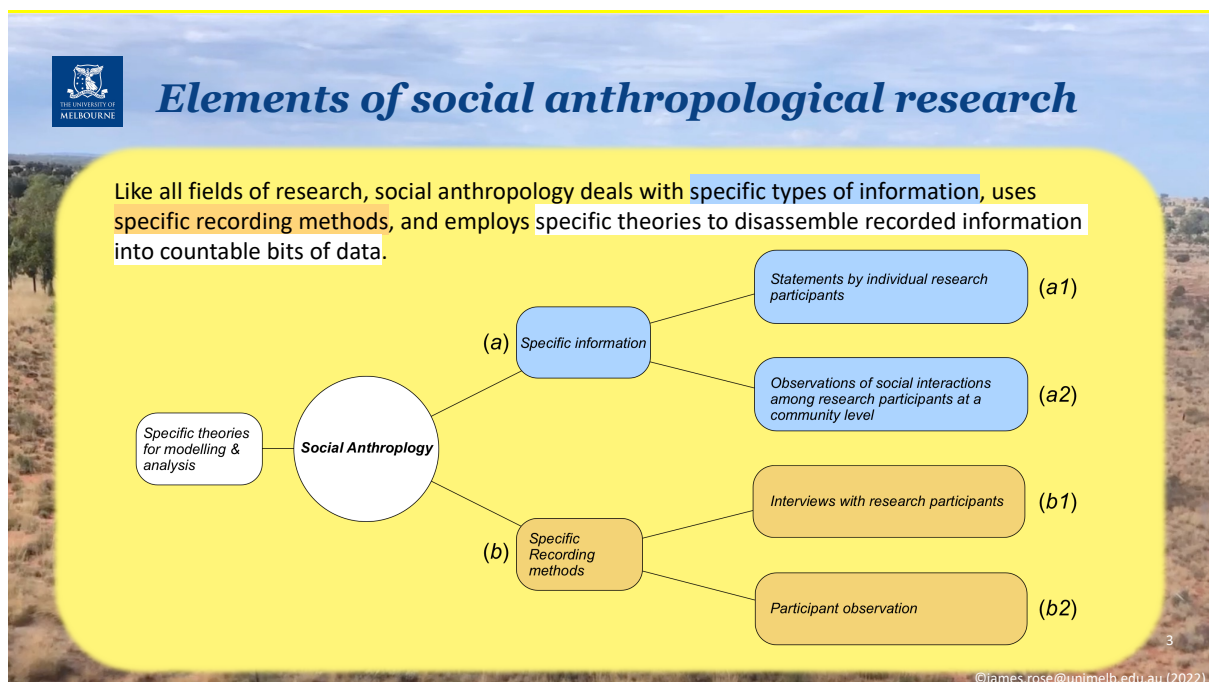 THE UNIVERSITY OF
MELBOURNE
Elements of social anthropological research
Like all fields of research, social anthropology deals with specific types of information, uses
specific recording methods, and employs specific theories to disassemble recorded information
into countable bits of data.
Specific theories
for modelling &
analysis
Social Anthroplogy
(a)
Specific information
Statements by individual research
participants
(a1)
Observations of social interactions
among research participants at a
community level
(a2)
(b)
Specific
Recording
methods
Interviews with research participants
(b1)
Participant observation
(b2)
3
©james.rose@unimelb.edu.au (2022)